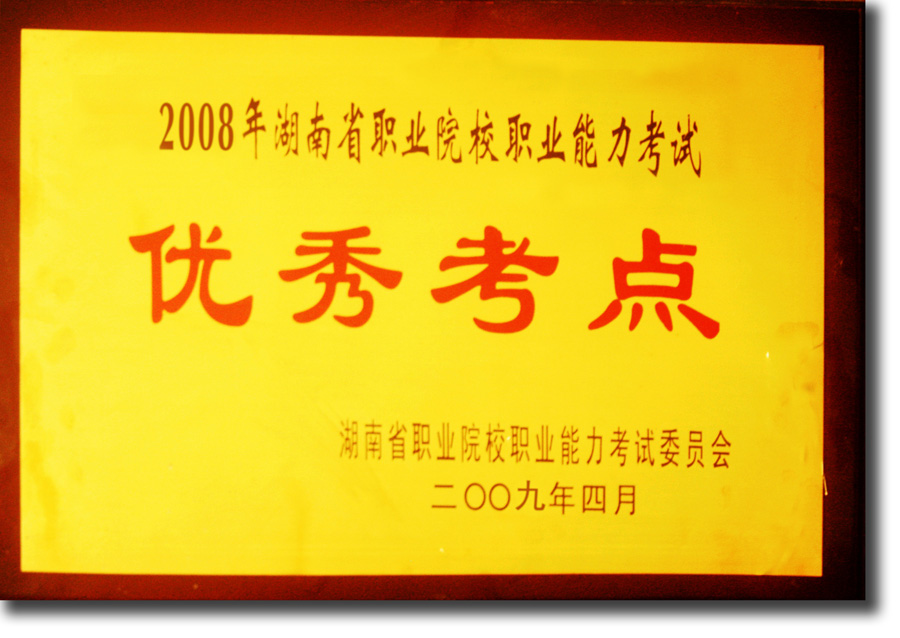 2008年湖南省职业院校职业能力考试
优秀考点
湖南省职业院校职业能力考试委员会
二〇〇九年四月